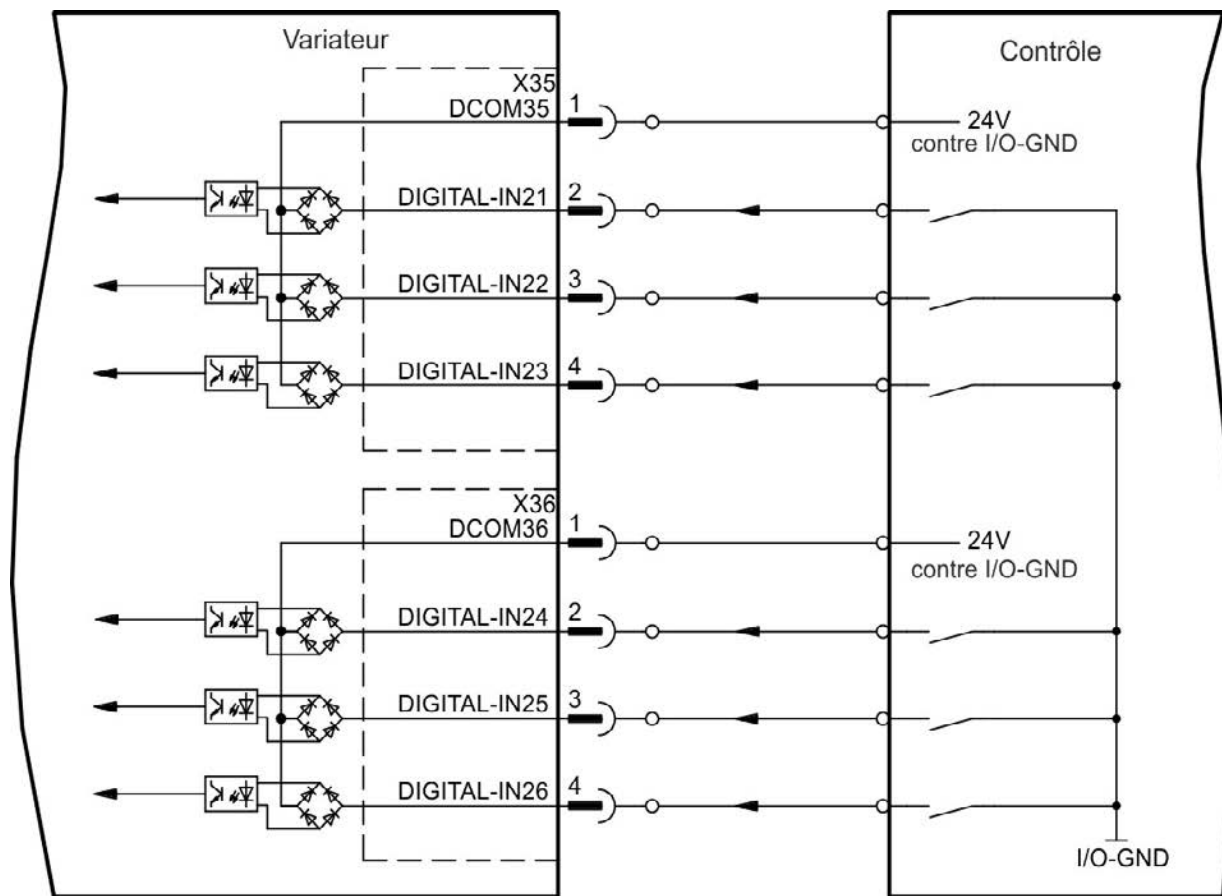 Variateur
Contrôle
X35
DCOM35
1
24V
contre I/O-GND
DIGITAL-IN21
2
DIGITAL-IN22
3
DIGITAL-IN23
4
X36
DCOM36
1
24V
contre I/O-GND
DIGITAL-IN24
2
DIGITAL-IN25
3
DIGITAL-IN26
4
I/O-GND